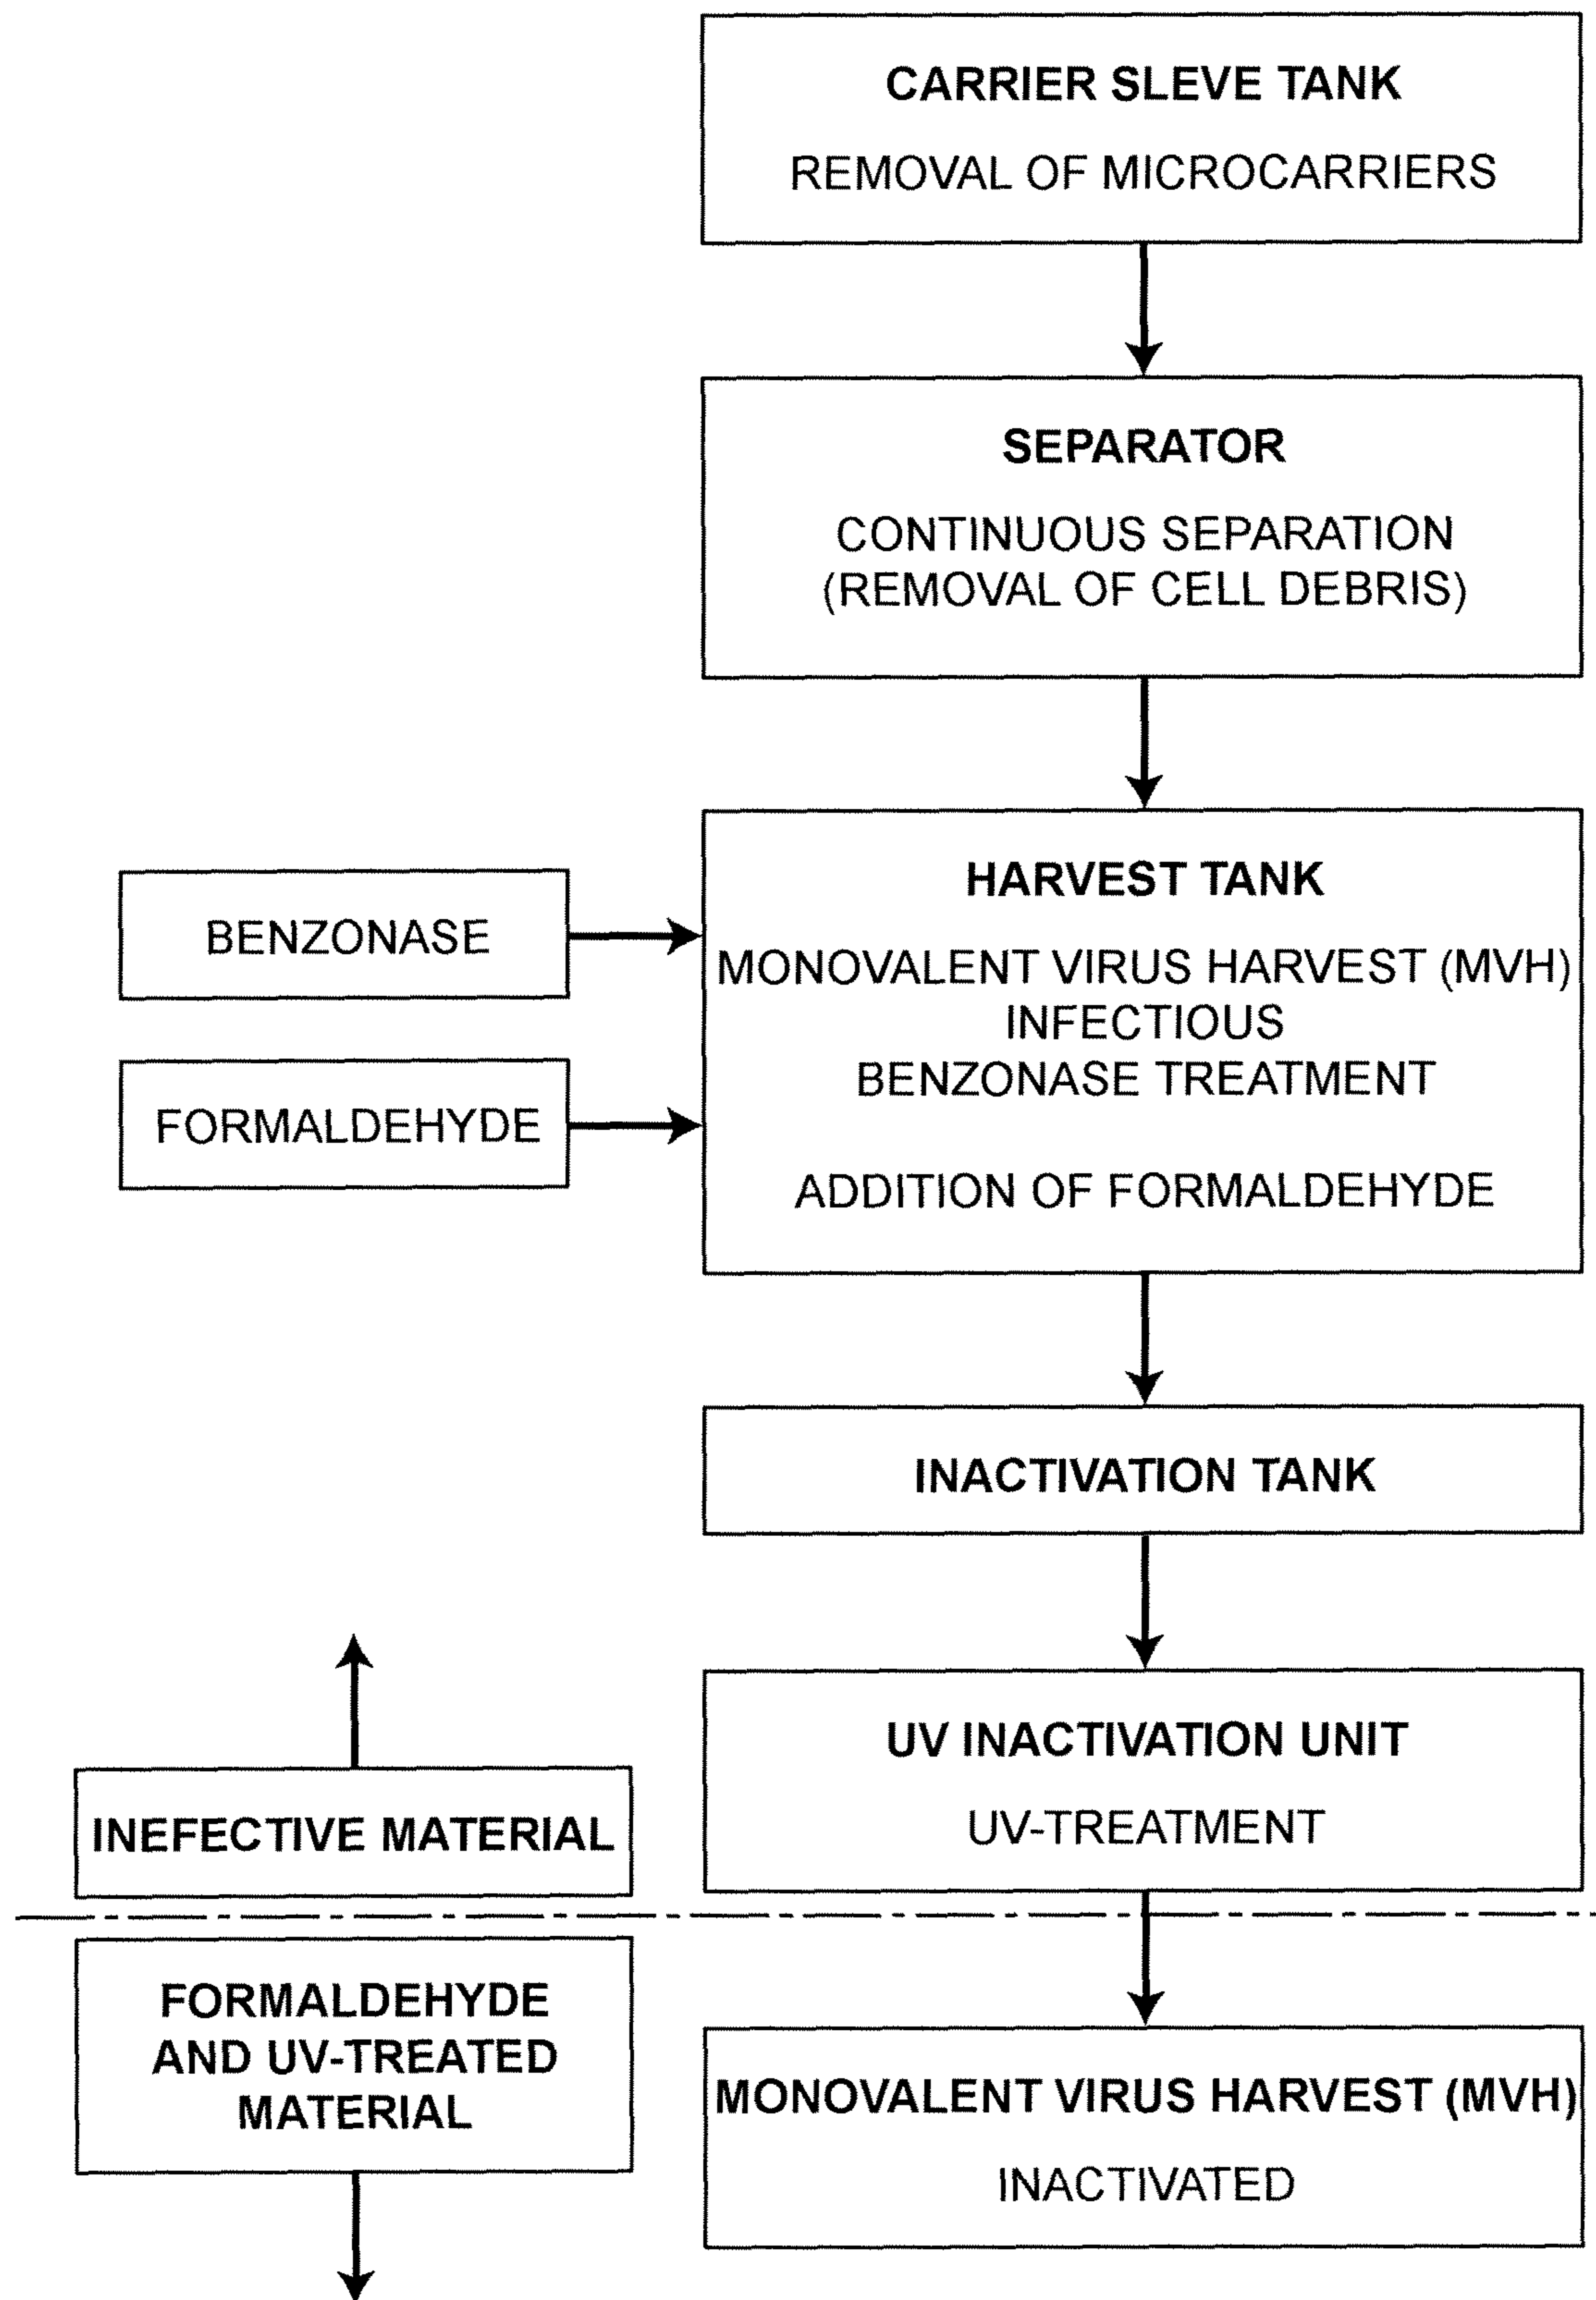 CARRIER SLEVE TANK
REMOVAL OF MICROCARRIERS
SEPARATOR
CONTINUOUS SEPARATION
(REMOVAL OF CELL DEBRIS)
BENZONASE
FORMALDEHYDE
HARVEST TANK
MONOVALENT VIRUS HARVEST (MVH)
INFECTIOUS
BENZONASE TREATMENT
ADDITION OF FORMALDEHYDE
INACTIVATION TANK
UV INACTIVATION UNIT
UV-TREATMENT
INEFECTIVE MATERIAL
FORMALDEHYDE
AND UV-TREATED
MATERIAL
MONOVALENT VIRUS HARVEST (MVH)
INACTIVATED